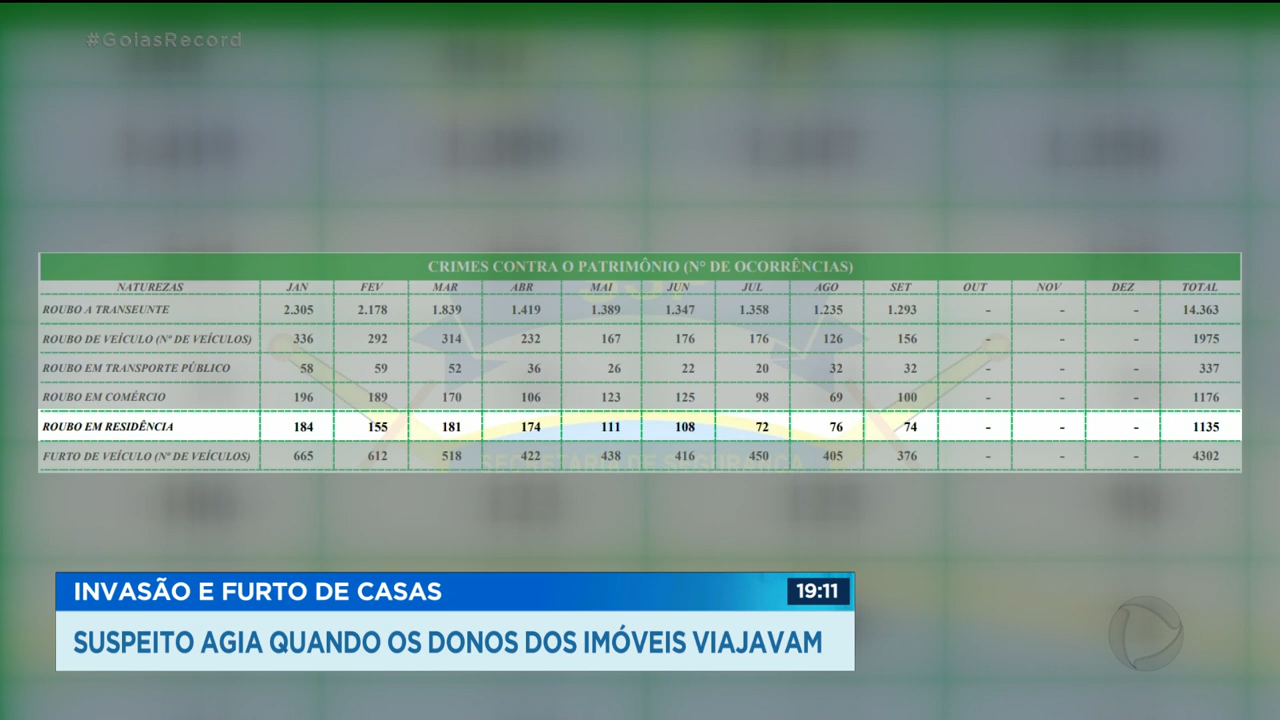 #GoiasRecord
CRIMES CONTRA O PATRIMÔNIO (N° DE OCORRÊNCIAS)
NATUREZAS JAN FEV MAR ABR MAI JUN JUL AGO SET OUT NOV DEZ TOTAL
ROUBO A TRANSEUNTE 2.305 2.178 1.839 1.419 1.389 1.347 1.358 1.235 1.293 - - - 14.363
ROUBO DE VEÍCULO (Nº DE VEÍCULOS) 336 292 314 232 167 176 176 126 156 - - - 1975
ROUBO EM TRANSPORTE PÚBLICO 58 59 52 36 26 22 20 32 32 - - - 337
ROUBO EM COMÉRCIO 196 189 170 106 123 125 98 69 100 - - - 1176
ROUBO EM RESIDÊNCIA 184 155 181 174 111 108 72 76 74 - - - 1135
FURTO DE VEÍCULO (Nº DE VEÍCULOS) 665 612 518 422 438 416 450 405 376 - - - 4302
SECRETARIA DE SEGURANÇA
INVASÃO E FURTO DE CASAS 19:11
SUSPEITO AGIA QUANDO OS DONOS DOS IMÓVEIS VIAJAVAM